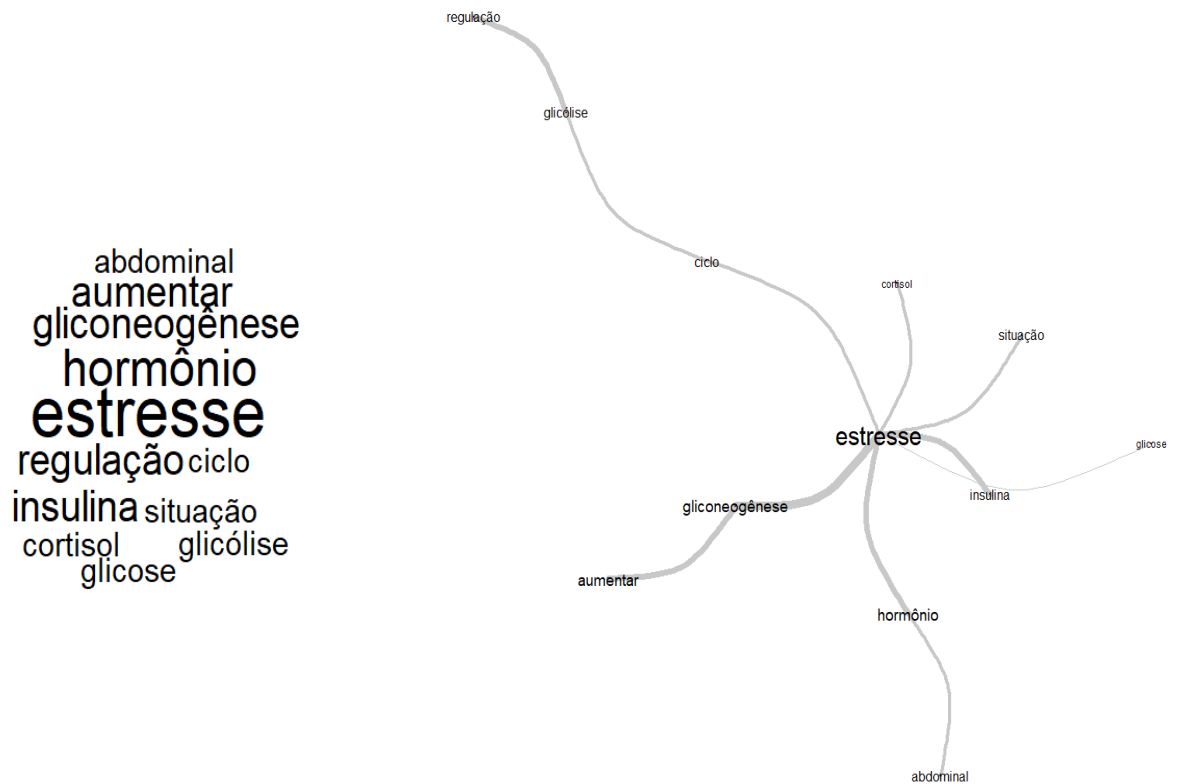 abdominal
aumentar
gliconeogênese
hormônio
estresse
regulação ciclo
insulina situação
cortisol glicólise
glicose
regulação
glicólise
ciclo
cortisol
situação
estresse
glicose
insulina
gliconeogênese
aumentar
hormônio
abdominal